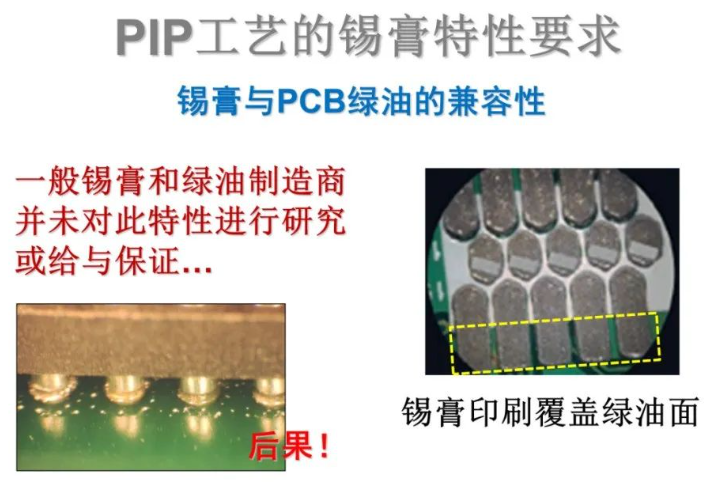 PIP工艺的锡膏特性要求
锡膏与PCB绿油的兼容性
一般锡膏和绿油制造商
并未对此特性进行研究
或给与保证...
后果！
锡膏印刷覆盖绿油面